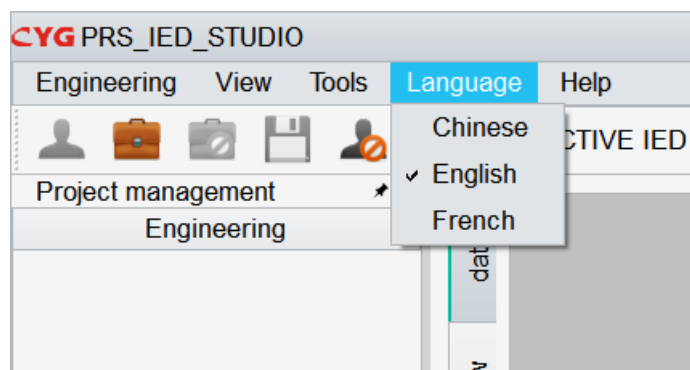 CYG PRS_IED_STUDIO
Engineering View Tools Language Help
Chinese
CTIVE IED
English
Project management
French
Engineering
dat